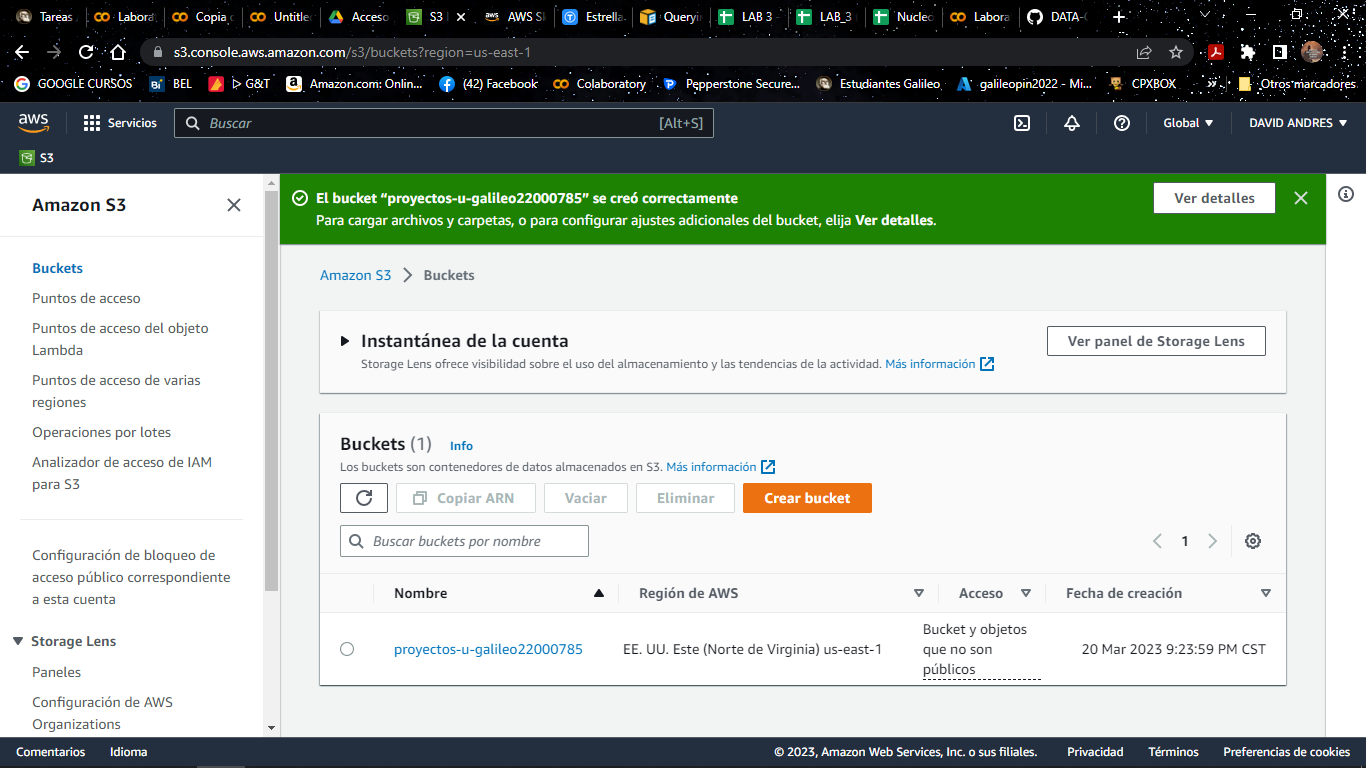 Tareas
Laborat
Copia d
Untitled
Acceso
S3
AWS Sk
Estrella.
Queryin
LAB 3 -
LAB_3
Nucleo
Labora
DATA-
s3.console.aws.amazon.com/s3/buckets?region=us-east-1
GOOGLE CURSOS
BEL
G&T
Amazon.com: Onlin...
(42) Facebook
Colaboratory
Pepperstone Secure...
Estudiantes Galileo
galileopin2022 - Mi...
CPXBOX
»
Otros marcadores
aws
Servicios
Buscar
[Alt+S]
Global
DAVID ANDRES
S3
Amazon S3
Buckets
Puntos de acceso
Puntos de acceso del objeto
Lambda
Puntos de acceso de varias
regiones
Operaciones por lotes
Analizador de acceso de IAM
para S3
Configuración de bloqueo de
acceso público correspondiente
a esta cuenta
Storage Lens
Paneles
Configuración de AWS
Organizations
El bucket “proyectos-u-galileo22000785” se creó correctamente
Para cargar archivos y carpetas, o para configurar ajustes adicionales del bucket, elija Ver detalles.
Ver detalles
Amazon S3 > Buckets
Instantánea de la cuenta
Storage Lens ofrece visibilidad sobre el uso del almacenamiento y las tendencias de la actividad. Más información
Ver panel de Storage Lens
Buckets (1) Info
Los buckets son contenedores de datos almacenados en S3. Más información
Copiar ARN
Vaciar
Eliminar
Crear bucket
Buscar buckets por nombre
1
Nombre
Región de AWS
Acceso
Fecha de creación
proyectos-u-galileo22000785
EE. UU. Este (Norte de Virginia) us-east-1
Bucket y objetos
que no son
públicos
20 Mar 2023 9:23:59 PM CST
Comentarios
Idioma
© 2023, Amazon Web Services, Inc. o sus filiales.
Privacidad
Términos
Preferencias de cookies